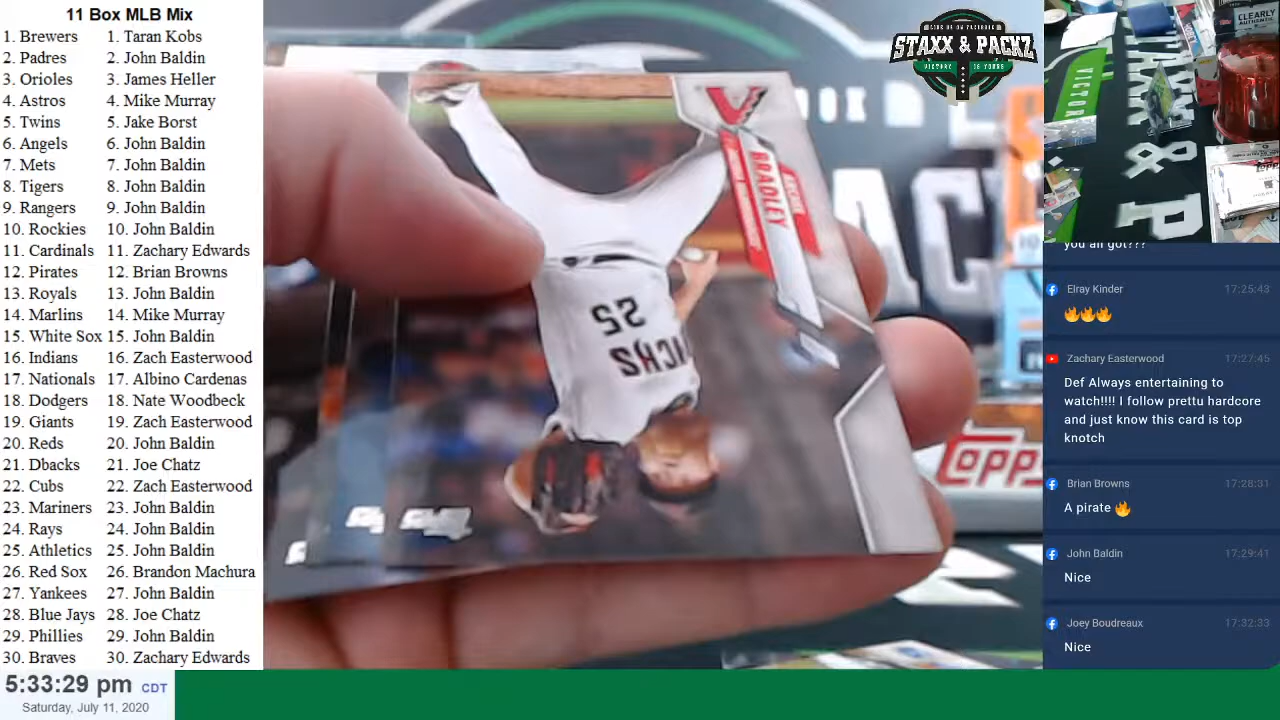 11 Box MLB Mix
1. Brewers 1. Taran Kobs
2. Padres 2. John Baldin
3. Orioles 3. James Heller
4. Astros 4. Mike Murray
5. Twins 5. Jake Borst
6. Angels 6. John Baldin
7. Mets 7. John Baldin
8. Tigers 8. John Baldin
9. Rangers 9. John Baldin
10. Rockies 10. John Baldin
11. Cardinals 11. Zachary Edwards
12. Pirates 12. Brian Browns
13. Royals 13. John Baldin
14. Marlins 14. Mike Murray
15. White Sox 15. John Baldin
16. Indians 16. Zach Easterwood
17. Nationals 17. Albino Cardenas
18. Dodgers 18. Nate Woodbeck
19. Giants 19. Zach Easterwood
20. Reds 20. John Baldin
21. Dbacks 21. Joe Chatz
22. Cubs 22. Zach Easterwood
23. Mariners 23. John Baldin
24. Rays 24. John Baldin
25. Athletics 25. John Baldin
26. Red Sox 26. Brandon Machura
27. Yankees 27. John Baldin
28. Blue Jays 28. Joe Chatz
29. Phillies 29. John Baldin
30. Braves 30. Zachary Edwards
5:33:29 pm CDT
Saturday, July 11, 2020
ARCHIE
BRADLEY
25
STAXX & PACKZ
VICTORY IS YOURS
Topps
CLEARLY
AUTHENTIC
VICTOR
& P
you all got???
Elray Kinder 17:25:43
🔥🔥🔥
Zachary Easterwood 17:27:45
Def Always entertaining to
watch!!!! I follow prettu hardcore
and just know this card is top
knotch
Brian Browns 17:28:31
A pirate 🔥
John Baldin 17:29:41
Nice
Joey Boudreaux 17:32:33
Nice